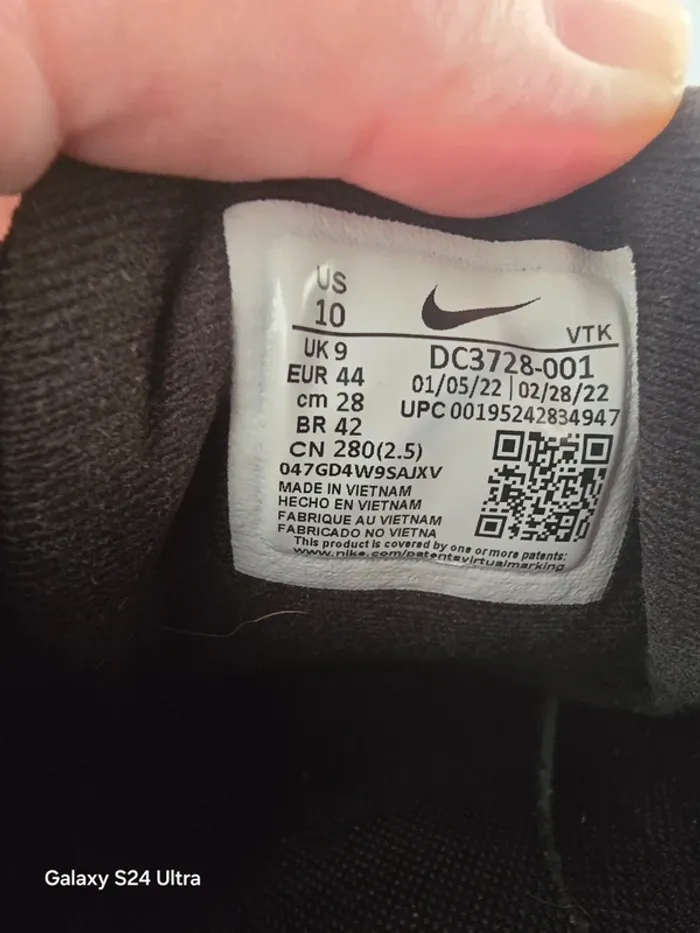 US
10
VTK
UK 9
EUR 44
cm 28
BR 42
CN 280(2.5)
DC3728-001
01/05/22 | 02/28/22
UPC 00195242834947
047GD4W9SAJXV
MADE IN VIETNAM
HECHO EN VIETNAM
FABRIQUE AU VIETNAM
FABRICADO NO VIETNA
This product is covered by one or more patents:
www.nike.com/patentsvirtualmarking
Galaxy S24 Ultra